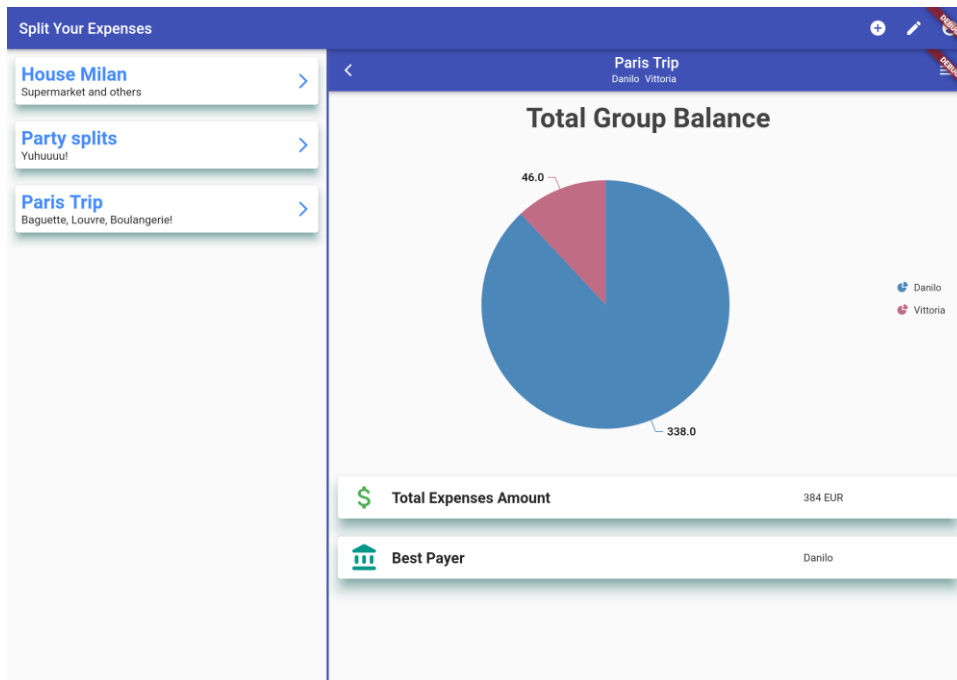 Split Your Expenses
House Milan
Supermarket and others
Party splits
Yuhuuuu!
Paris Trip
Baguette, Louvre, Boulangerie!
Paris Trip
Danilo Vittoria
Total Group Balance
46.0
338.0
Danilo
Vittoria
Total Expenses Amount
384 EUR
Best Payer
Danilo